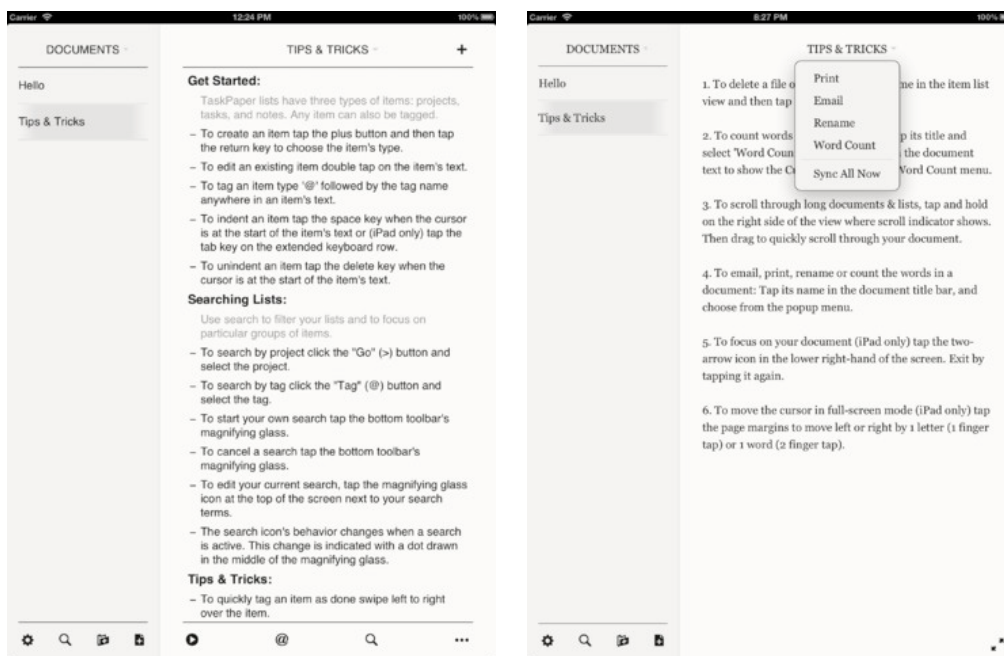 Carrier 12:24 PM 100%
DOCUMENTS
Hello
Tips & Tricks
TIPS & TRICKS +
Get Started:
TaskPaper lists have three types of items: projects,
tasks, and notes. Any item can also be tagged.
– To create an item tap the plus button and then tap
the return key to choose the item's type.
– To edit an existing item double tap on the item's text.
– To tag an item type '@' followed by the tag name
anywhere in an item's text.
– To indent an item tap the space key when the cursor
is at the start of the item's text or (iPad only) tap the
tab key on the extended keyboard row.
– To unindent an item tap the delete key when the
cursor is at the start of the item's text.
Searching Lists:
Use search to filter your lists and to focus on
particular groups of items.
– To search by project click the "Go" (>) button and
select the project.
– To search by tag click the "Tag" (@) button and
select the tag.
– To start your own search tap the bottom toolbar's
magnifying glass.
– To cancel a search tap the bottom toolbar's
magnifying glass.
– To edit your current search, tap the magnifying glass
icon at the top of the screen next to your search
terms.
– The search icon's behavior changes when a search
is active. This change is indicated with a dot drawn
in the middle of the magnifying glass.
Tips & Tricks:
– To quickly tag an item as done swipe left to right
over the item.
@
Carrier 8:27 PM 100%
DOCUMENTS
Hello
Tips & Tricks
TIPS & TRICKS
Print
Email
Rename
Word Count
Sync All Now
1. To delete a file o me in the item list
view and then tap
2. To count words p its title and
select 'Word Coun the document
text to show the C Word Count menu.
3. To scroll through long documents & lists, tap and hold
on the right side of the view where scroll indicator shows.
Then drag to quickly scroll through your document.
4. To email, print, rename or count the words in a
document: Tap its name in the document title bar, and
choose from the popup menu.
5. To focus on your document (iPad only) tap the two-
arrow icon in the lower right-hand of the screen. Exit by
tapping it again.
6. To move the cursor in full-screen mode (iPad only) tap
the page margins to move left or right by 1 letter (1 finger
tap) or 1 word (2 finger tap).